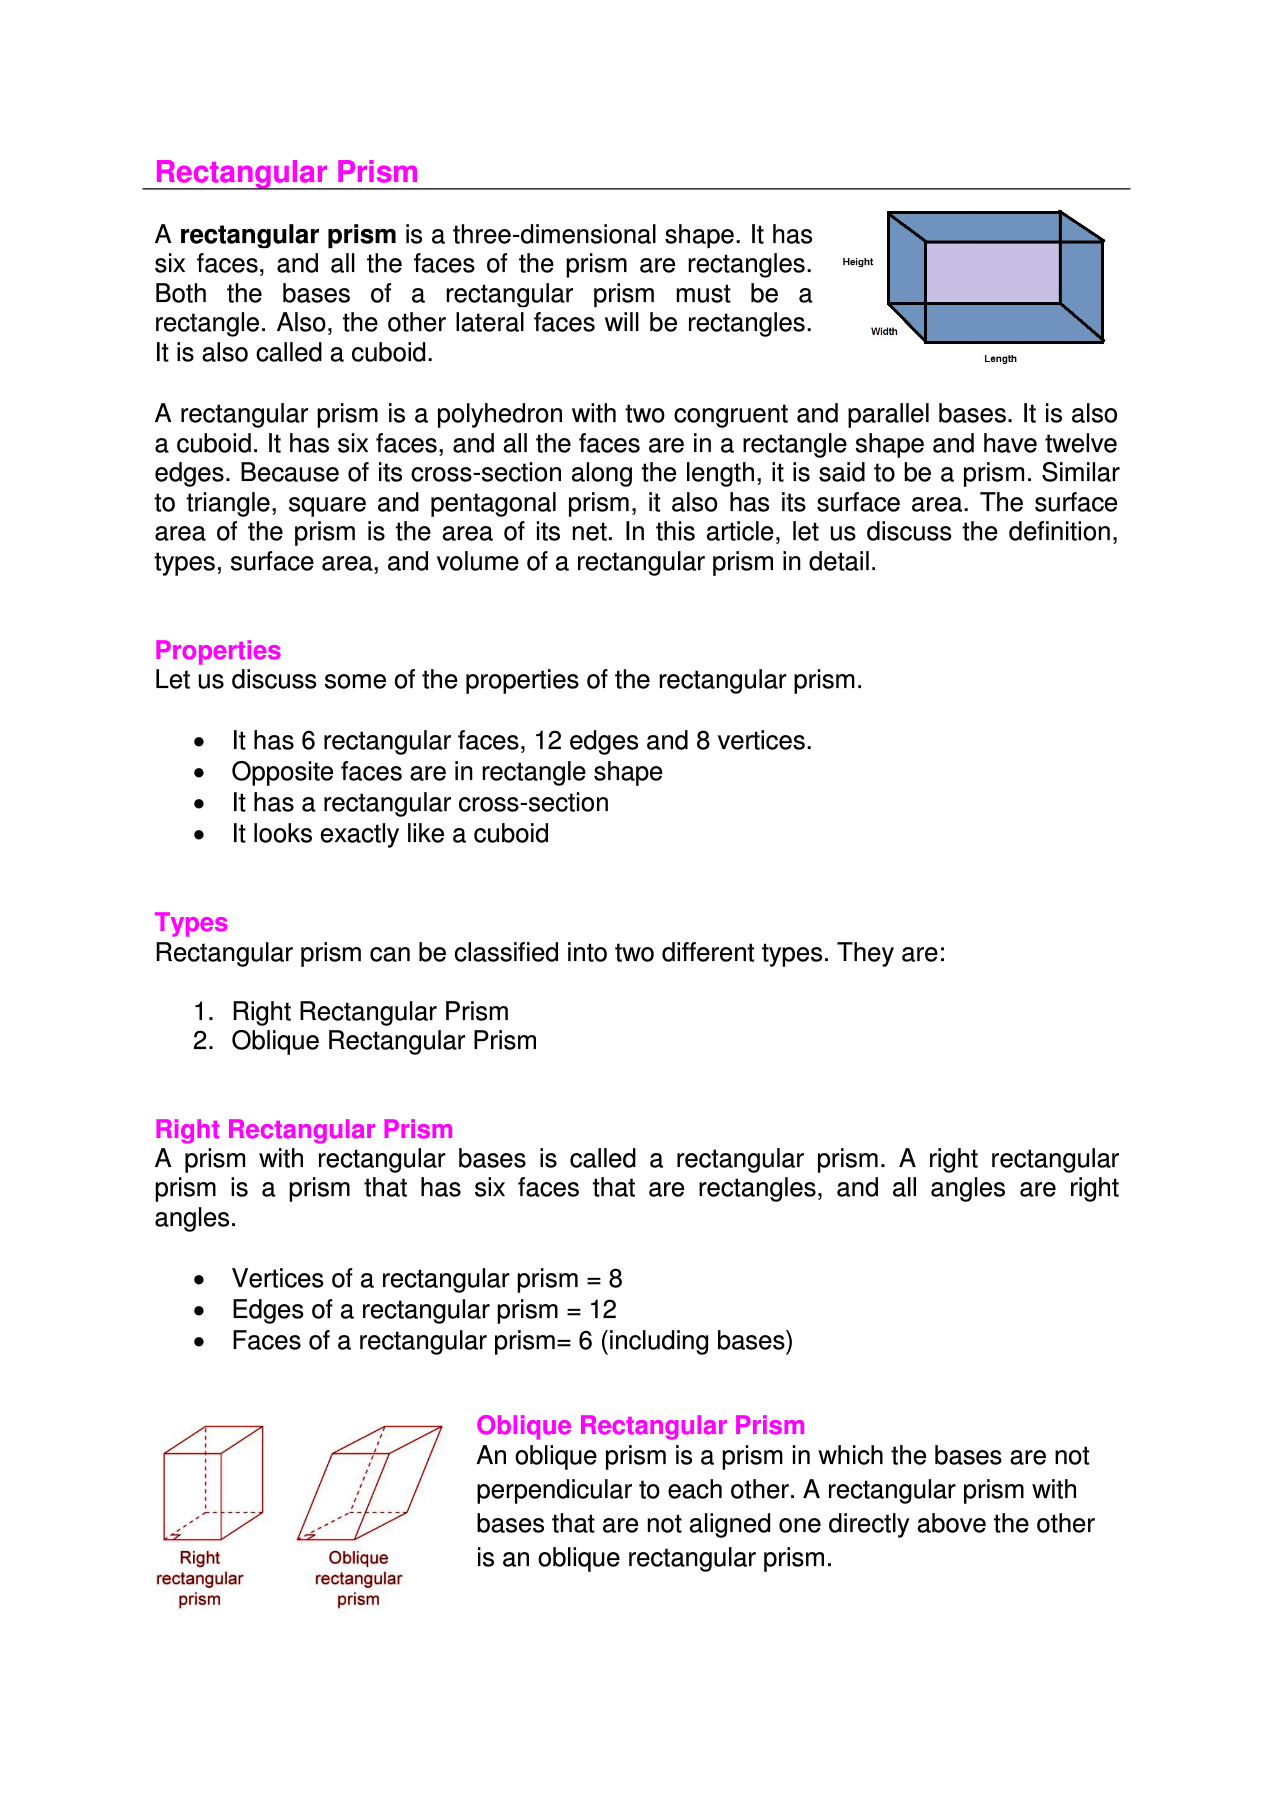 Rectangular Prism
A rectangular prism is a three-dimensional shape. It has
six faces, and all the faces of the prism are rectangles.
Both the bases of a rectangular prism must be a
rectangle. Also, the other lateral faces will be rectangles.
It is also called a cuboid.
Height
Width
Length
A rectangular prism is a polyhedron with two congruent and parallel bases. It is also
a cuboid. It has six faces, and all the faces are in a rectangle shape and have twelve
edges. Because of its cross-section along the length, it is said to be a prism. Similar
to triangle, square and pentagonal prism, it also has its surface area. The surface
area of the prism is the area of its net. In this article, let us discuss the definition,
types, surface area, and volume of a rectangular prism in detail.
Properties
Let us discuss some of the properties of the rectangular prism.
• It has 6 rectangular faces, 12 edges and 8 vertices.
• Opposite faces are in rectangle shape
• It has a rectangular cross-section
• It looks exactly like a cuboid
Types
Rectangular prism can be classified into two different types. They are:
1. Right Rectangular Prism
2. Oblique Rectangular Prism
Right Rectangular Prism
A prism with rectangular bases is called a rectangular prism. A right rectangular
prism is a prism that has six faces that are rectangles, and all angles are right
angles.
• Vertices of a rectangular prism = 8
• Edges of a rectangular prism = 12
• Faces of a rectangular prism= 6 (including bases)
Right
rectangular
prism
Oblique
rectangular
prism
Oblique Rectangular Prism
An oblique prism is a prism in which the bases are not
perpendicular to each other. A rectangular prism with
bases that are not aligned one directly above the other
is an oblique rectangular prism.